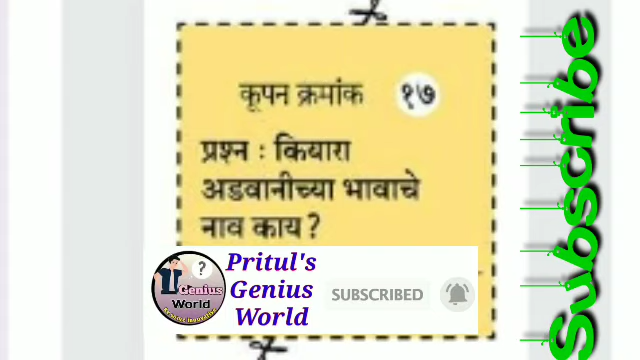 कूपन क्रमांक १७
प्रश्न : कियारा
अडवानीच्या भावाचे
नाव काय ?
Pritul's
Genius
World
SUBSCRIBED
?
Genius
World
Subscribe